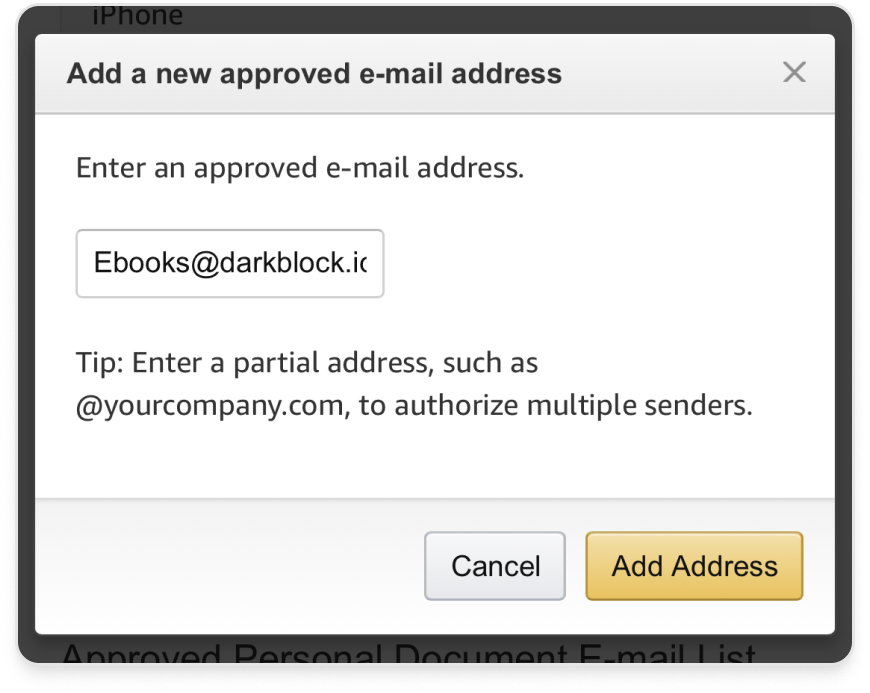 iPhone
Add a new approved e-mail address
Enter an approved e-mail address.
Ebooks@darkblock.io
Tip: Enter a partial address, such as
@yourcompany.com, to authorize multiple senders.
Cancel
Add Address
Approved Personal Document E-mail List